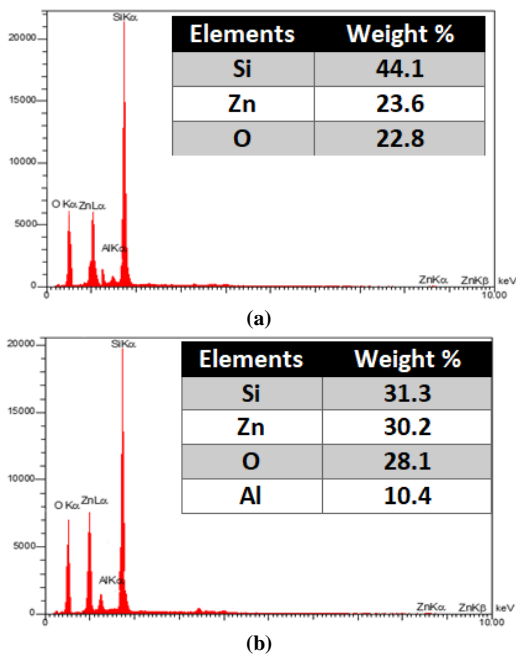 SiKα
20000
15000
10000
5000
0
O Kα ZnLα
AlKα
ZnKα ZnKβ keV
0 10.00
Elements Weight %
Si 44.1
Zn 23.6
O 22.8
(a)
SiKα
20000
15000
10000
5000
0
O Kα ZnLα
AlKα
ZnKα ZnKβ keV
0 10.00
Elements Weight %
Si 31.3
Zn 30.2
O 28.1
Al 10.4
(b)